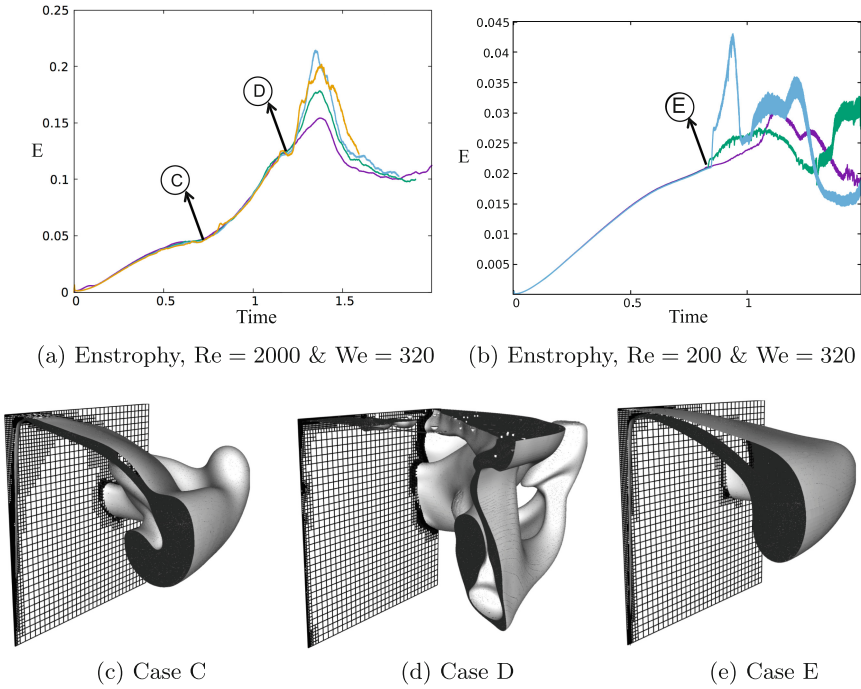 0.25
0.2
0.15
0.1
0.05
0
E
D
C
0
0.5
1
1.5
Time
(a) Enstrophy, Re = 2000 & We = 320
0.045
0.04
0.035
0.03
0.025
0.02
0.015
0.01
0.005
E
E
0
0.5
1
Time
(b) Enstrophy, Re = 200 & We = 320
(c) Case C
(d) Case D
(e) Case E